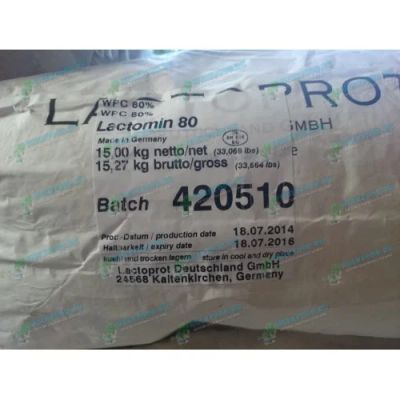 LACTOPROT
WPC 80%
WPC 80%
Lactomin 80
GMBH
Made in Germany
15,00 kg netto/net (33,069 lbs)
15,27 kg brutto/gross (33,664 lbs)
Batch 420510
Prod.-Datum / production date 18.07.2014
Haltbarkeit / expiry date 18.07.2016
kuehl und trocken lagern store in cool and dry place
Lactoprot Deutschland GmbH
24568 Kaltenkirchen, Germany